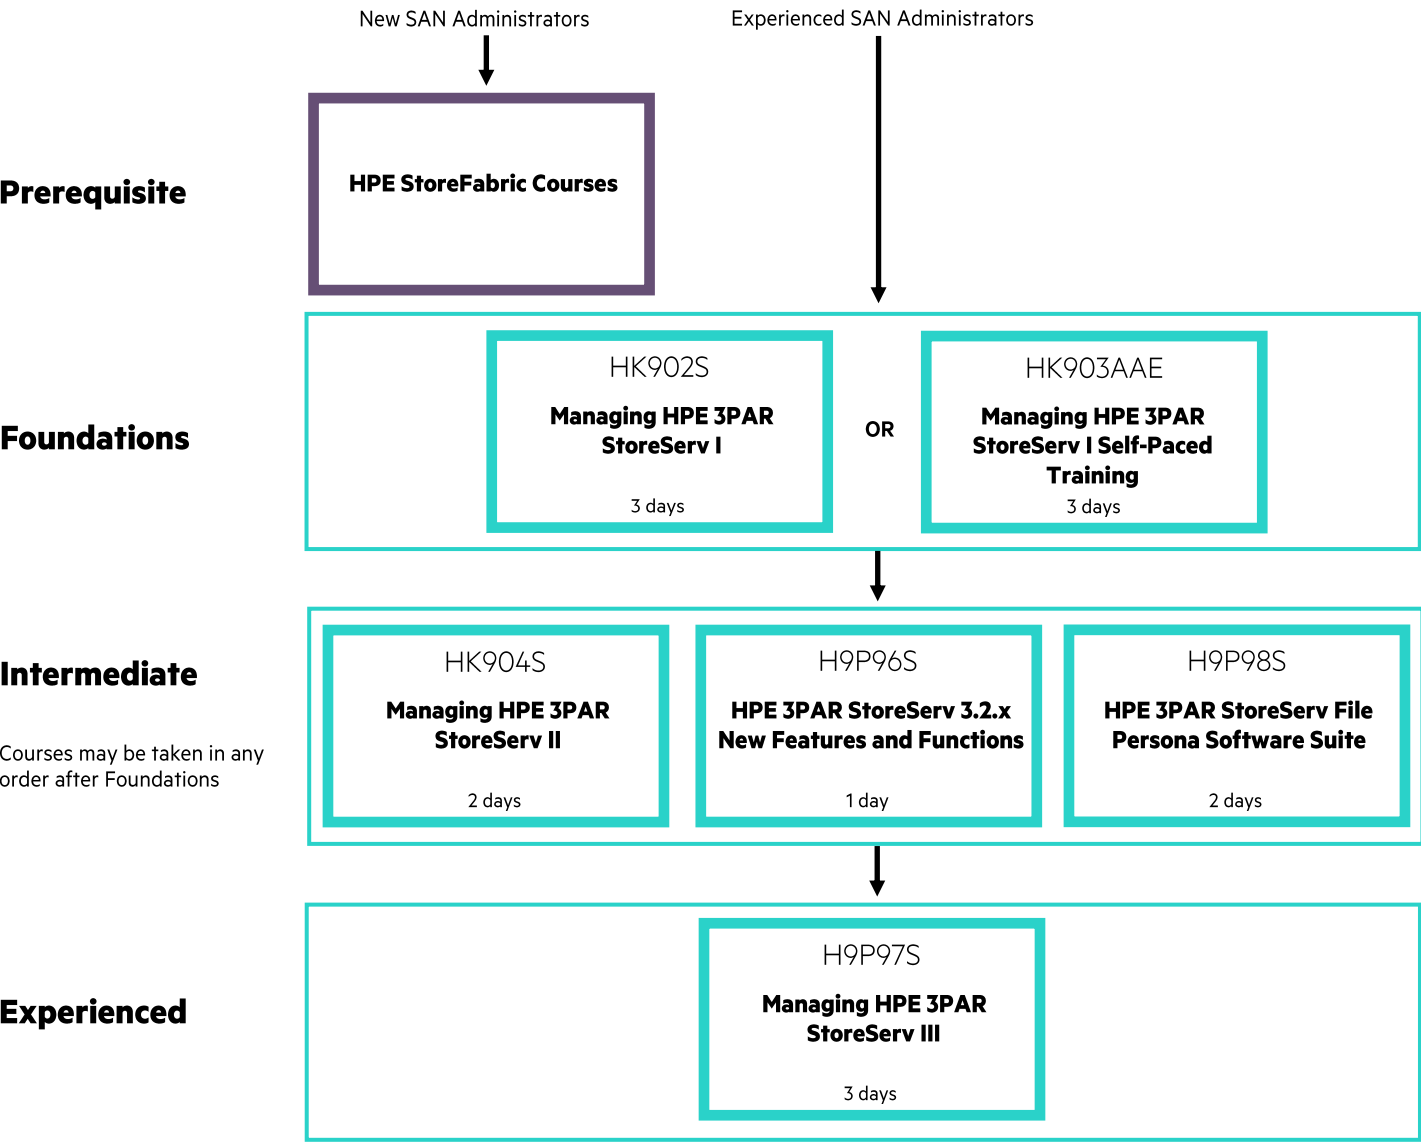 New SAN Administrators
Experienced SAN Administrators
Prerequisite
HPE StoreFabric Courses
Foundations
HK902S
Managing HPE 3PAR
StoreServ I
3 days
OR
HK903AAE
Managing HPE 3PAR
StoreServ I Self-Paced
Training
3 days
Intermediate
Courses may be taken in any
order after Foundations
HK904S
Managing HPE 3PAR
StoreServ II
2 days
H9P96S
HPE 3PAR StoreServ 3.2.x
New Features and Functions
1 day
H9P98S
HPE 3PAR StoreServ File
Persona Software Suite
2 days
Experienced
H9P97S
Managing HPE 3PAR
StoreServ III
3 days